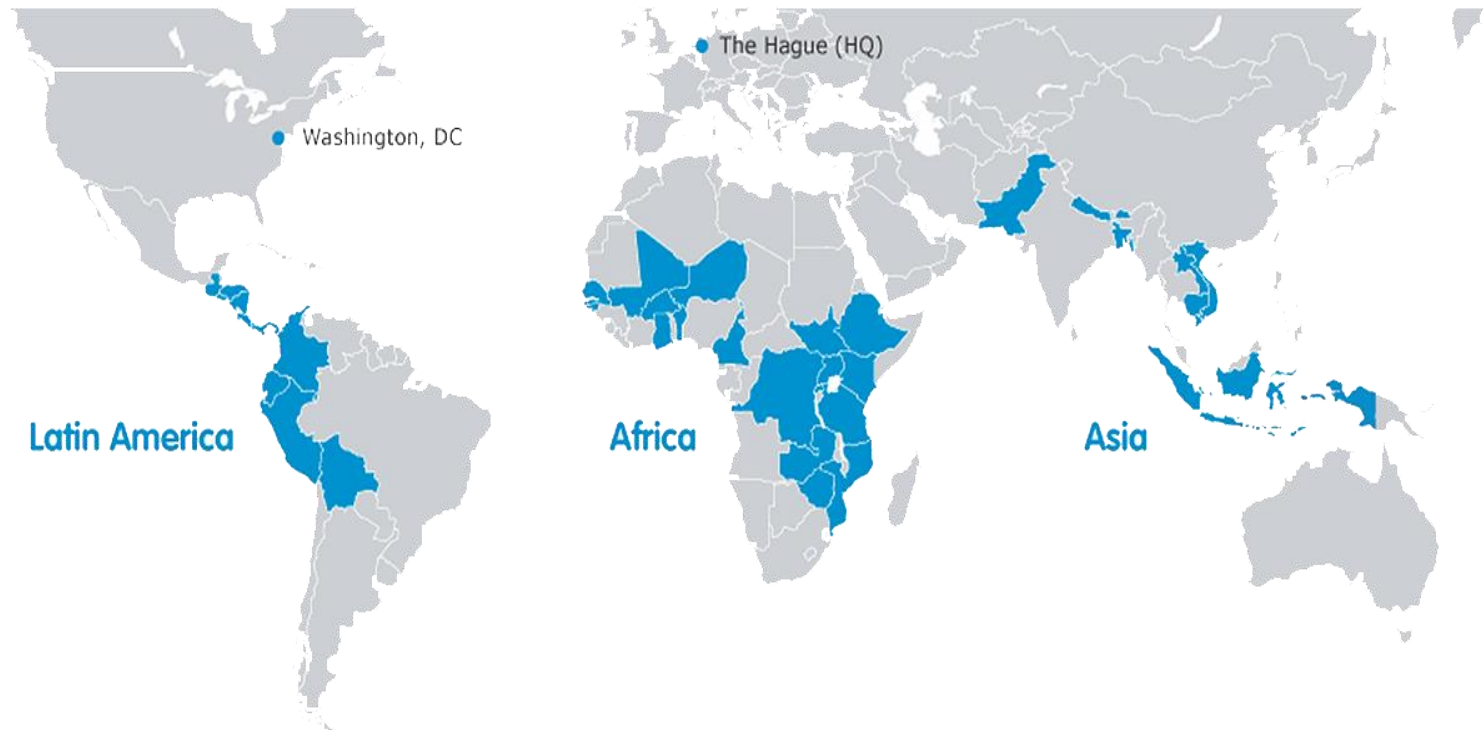 The Hague (HQ)
Washington, DC
Latin America
Africa
Asia